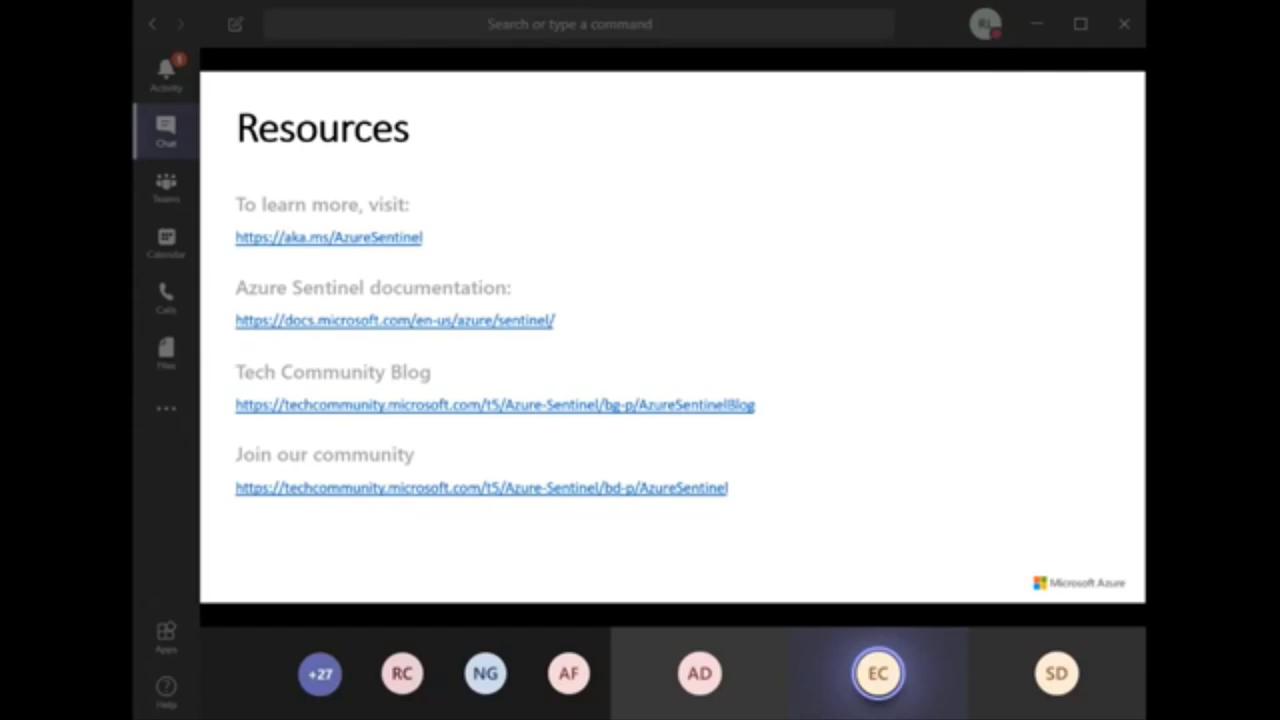 Search or type a command
RL
1
Activity
Chat
Teams
Calendar
Calls
Files
Resources
To learn more, visit:
https://aka.ms/AzureSentinel
Azure Sentinel documentation:
https://docs.microsoft.com/en-us/azure/sentinel/
Tech Community Blog
https://techcommunity.microsoft.com/t5/Azure-Sentinel/bg-p/AzureSentinelBlog
Join our community
https://techcommunity.microsoft.com/t5/Azure-Sentinel/bd-p/AzureSentinel
Microsoft Azure
Apps
Help
+27
RC
NG
AF
AD
EC
SD